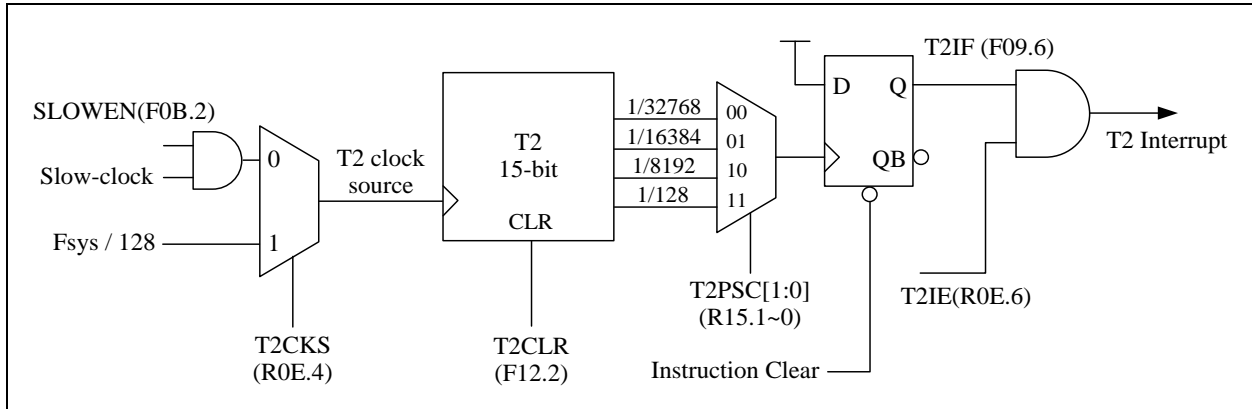 SLOWEN(F0B.2)
Slow-clock
Fsys / 128
0
1
T2CKS
(R0E.4)
T2 clock
source
T2
15-bit
CLR
T2CLR
(F12.2)
1/32768
1/16384
1/8192
1/128
00
01
10
11
T2PSC[1:0]
(R15.1~0)
D
Q
QB
T2IF (F09.6)
T2 Interrupt
T2IE(R0E.6)
Instruction Clear